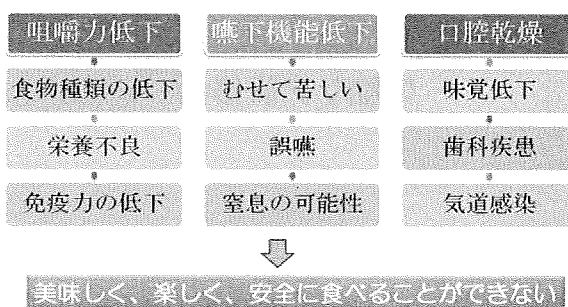 咀嚼力低下
食物種類の低下
栄養不良
免疫力の低下
嚥下機能低下
むせて苦しい
誤嚥
窒息の可能性
口腔乾燥
味覚低下
歯科疾患
気道感染
美味しく、楽しく、安全に食べることができない